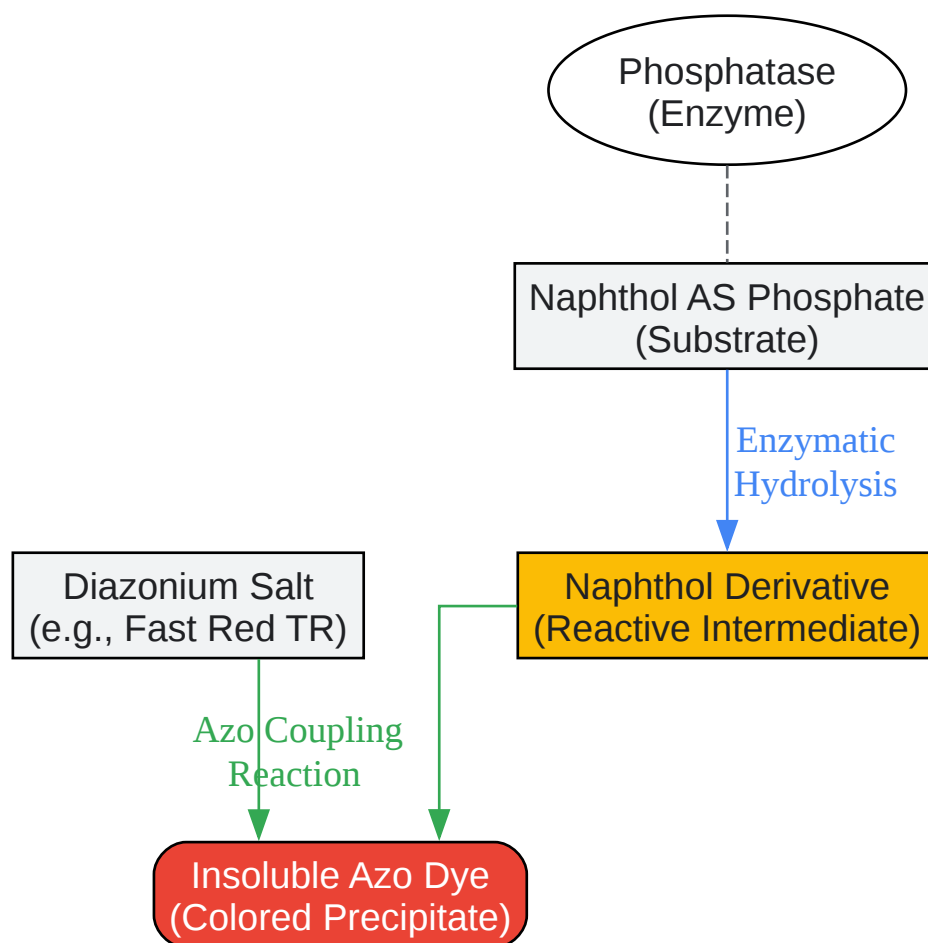 Phosphatase
(Enzyme)
Naphthol AS Phosphate
(Substrate)
Enzymatic
Hydrolysis
Diazonium Salt
(e.g., Fast Red TR)
Naphthol Derivative
(Reactive Intermediate)
Azo Coupling
Reaction
Insoluble Azo Dye
(Colored Precipitate)